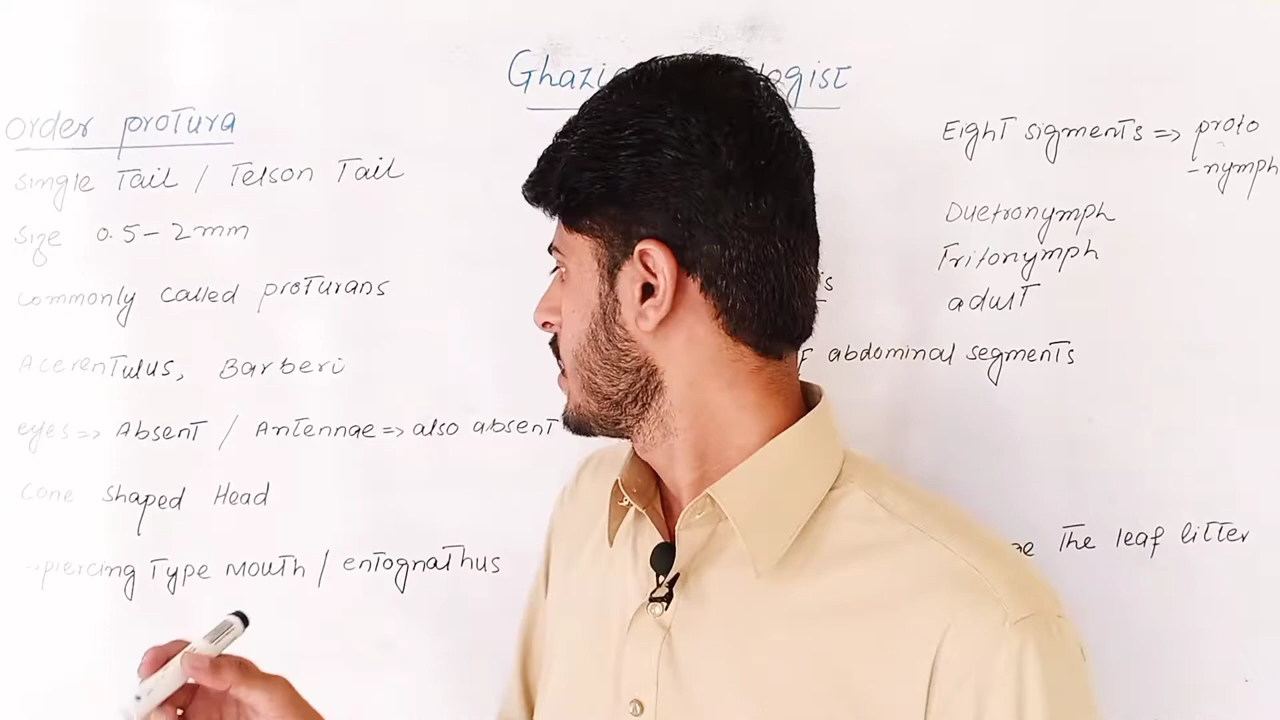 Ghazi
gist
order protura
single Tail / Telson Tail
Size 0.5-2mm
commonly called proturans
Acerentulus, Barberi
eyes=> Absent / Antennae=> also absent
Cone Shaped Head
piercing Type Mouth / entognathus
Eight sigments => proto
-nymph
Duetronymph
Tritonymph
adult
abdominal segments
The leaf litter